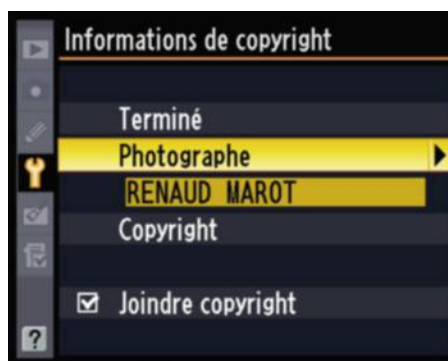 Informations de copyright
Terminé
Photographe
RENAUD MAROT
Copyright
Joindre copyright
?